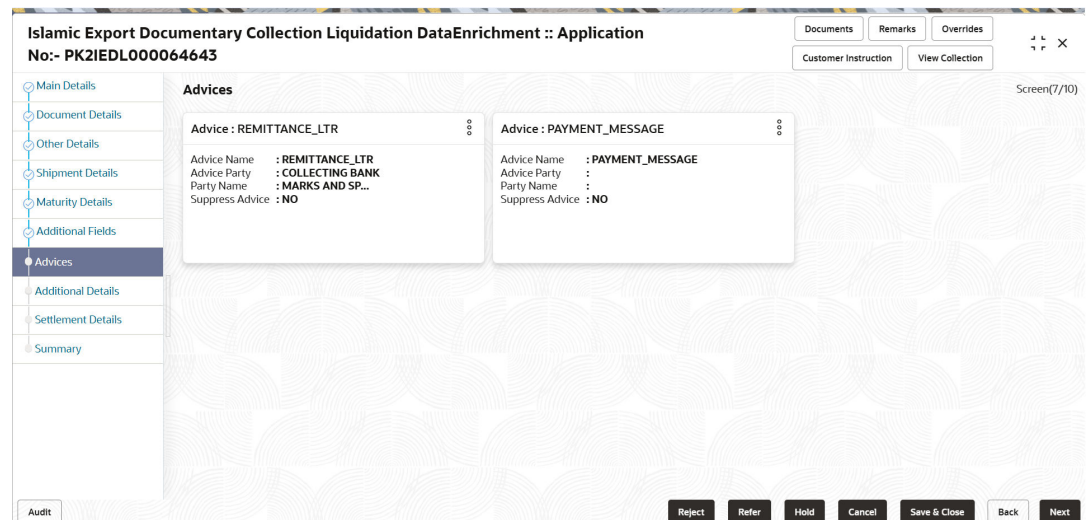 Islamic Export Documentary Collection Liquidation DataEnrichment :: Application
No:- PK2IEDL000064643
Documents Remarks Overrides
Customer Instruction View Collection
Main Details
Document Details
Other Details
Shipment Details
Maturity Details
Additional Fields
Advices
Additional Details
Settlement Details
Summary
Advices
Screen(7/10)
Advice : REMITTANCE_LTR
Advice Name : REMITTANCE_LTR
Advice Party : COLLECTING BANK
Party Name : MARKS AND SP...
Suppress Advice : NO
Advice : PAYMENT_MESSAGE
Advice Name : PAYMENT_MESSAGE
Advice Party :
Party Name :
Suppress Advice : NO
Audit Reject Refer Hold Cancel Save & Close Back Next